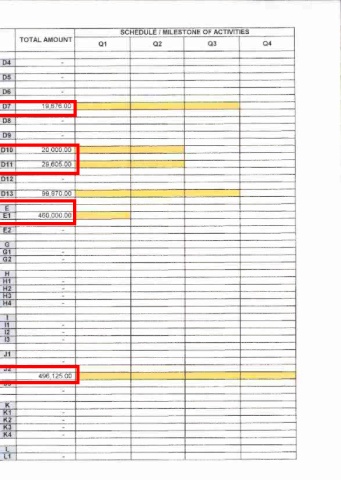 TOTAL AMOUNT
SCHEDULE / MILESTONE OF ACTIVITIES
Q1 Q2 Q3 Q4
D4 -
D5 -
D6 -
D7 19,676.00
D8 -
D9 -
D10 20,000.00
D11 29,605.00
D12 -
D13 99,970.00
E
E1 460,000.00
E2 -
G
G1 -
G2 -
H
H1 -
H2 -
H3 -
H4 -
I
I1 -
I2 -
I3 -
J1
-
496,125.00
-
K
K1 -
K2 -
K3 -
K4 -
L
L1 -